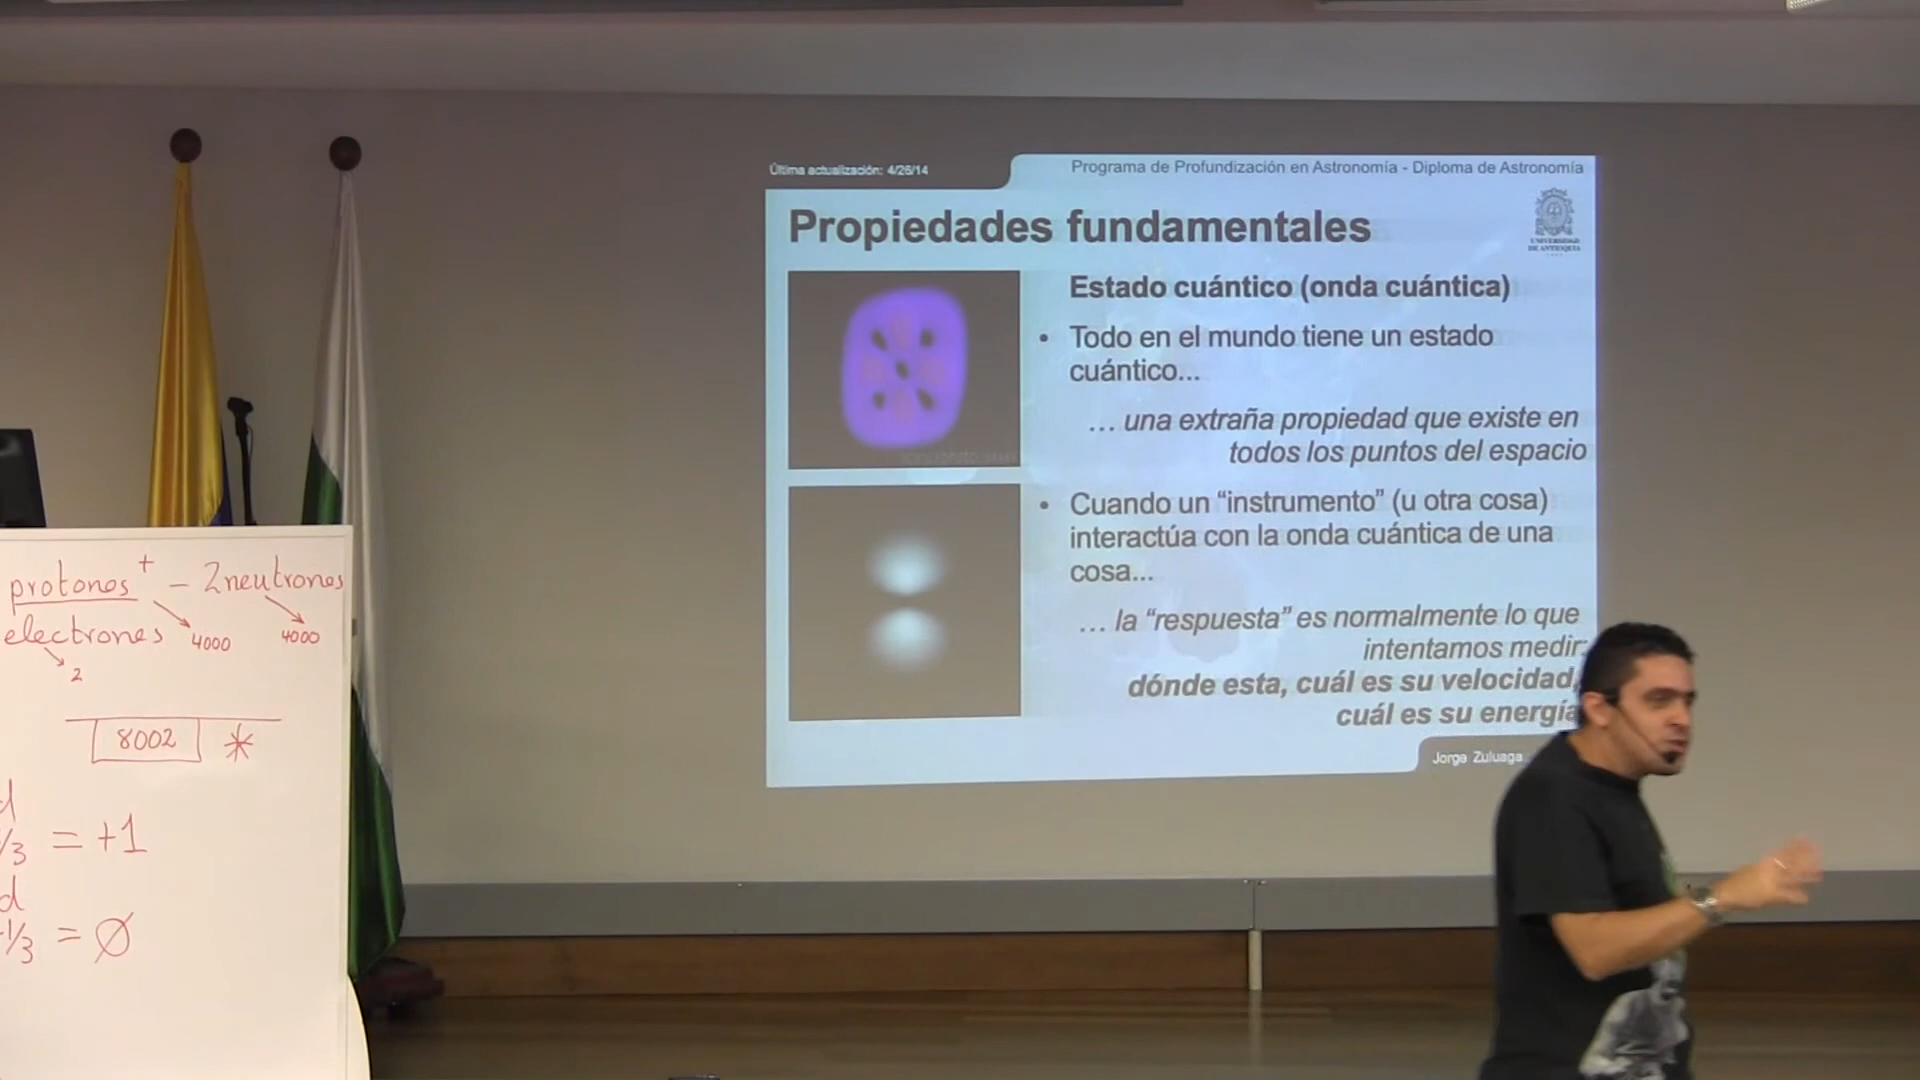 Última actualización: 4/26/14
Programa de Profundización en Astronomía - Diploma de Astronomía
Propiedades fundamentales
UNIVERSIDAD
DE ANTIOQUIA
Estado cuántico (onda cuántica)
• Todo en el mundo tiene un estado
cuántico...
... una extraña propiedad que existe en
todos los puntos del espacio
• Cuando un “instrumento” (u otra cosa)
interactúa con la onda cuántica de una
cosa...
... la “respuesta” es normalmente lo que
intentamos medir:
dónde esta, cuál es su velocidad,
cuál es su energía
Jorge Zuluaga
protones + - 2neutrones
electrones 4000 4000
2
8002 *
d
/3 = +1
d
-1/3 = Ø